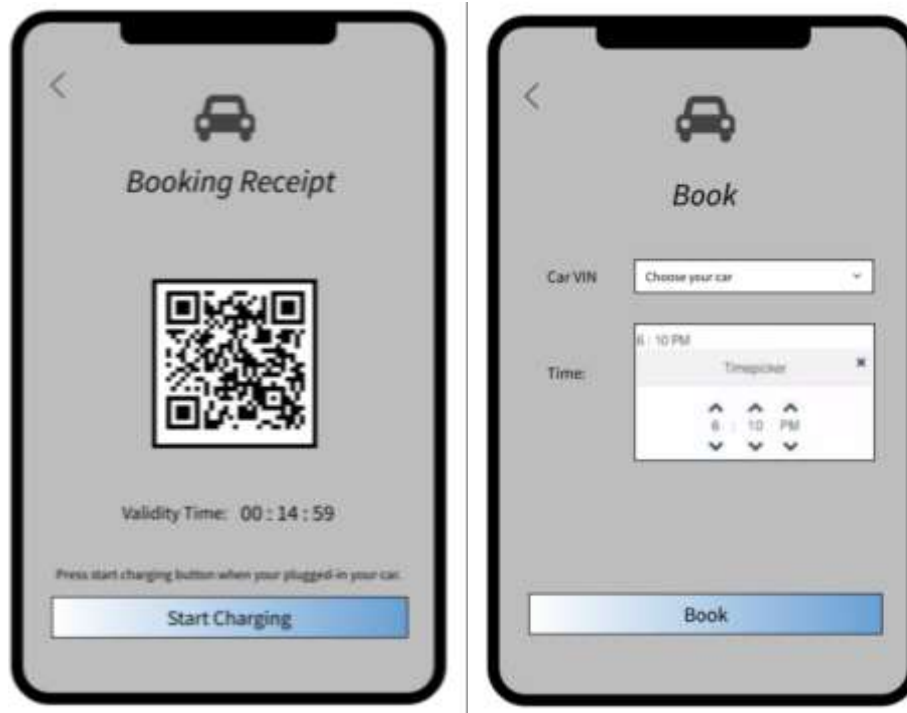 Booking Receipt
Validity Time: 00 : 14 : 59
Press start charging button when your plugged-in your car.
Start Charging
Book
Car VIN
Choose your car
Time:
6 : 10 PM
Timepicker
6 : 10 PM
Book